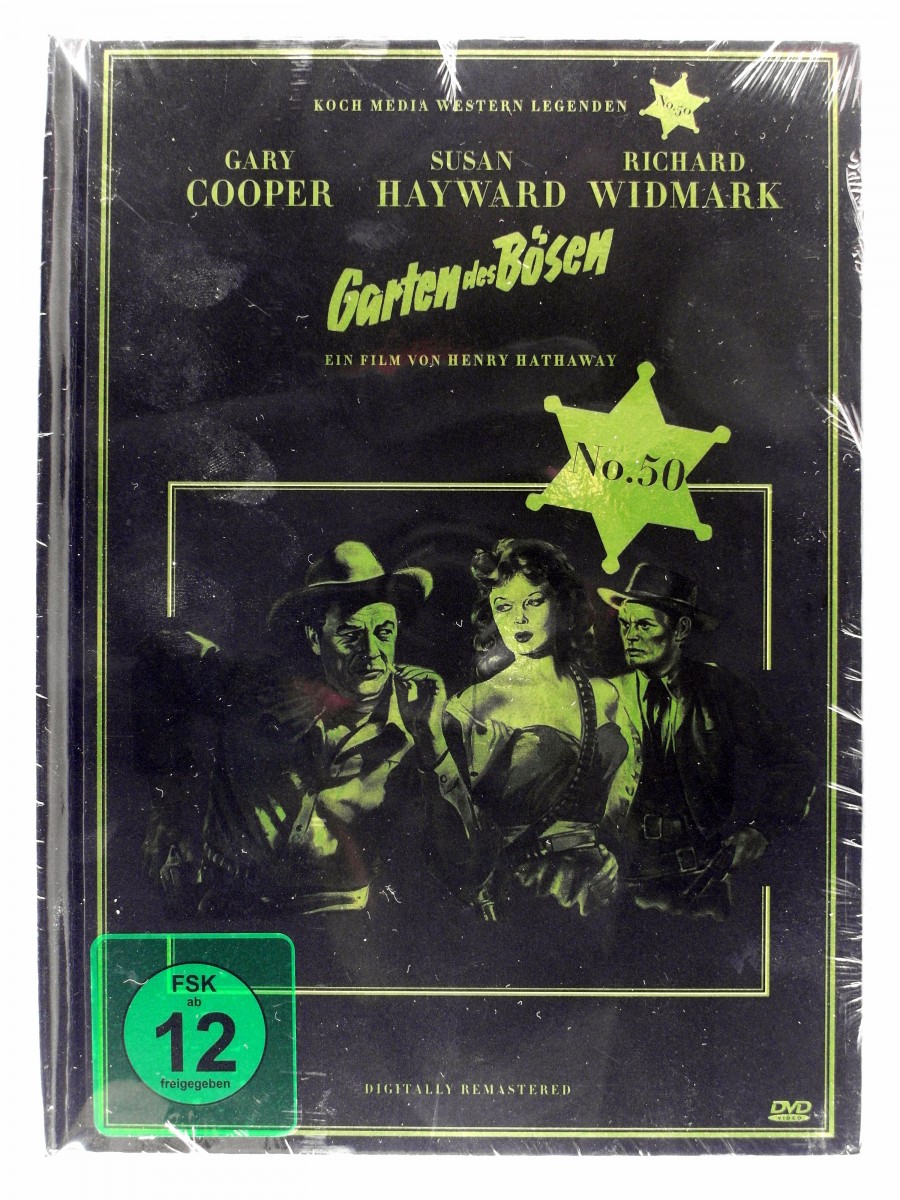 KOCH MEDIA WESTERN LEGENDEN
No.50
GARY SUSAN RICHARD
COOPER HAYWARD WIDMARK
Garten des Bösen
EIN FILM VON HENRY HATHAWAY
No.50
FSK
ab
12
freigegeben
DIGITALLY REMASTERED
DVD
VIDEO